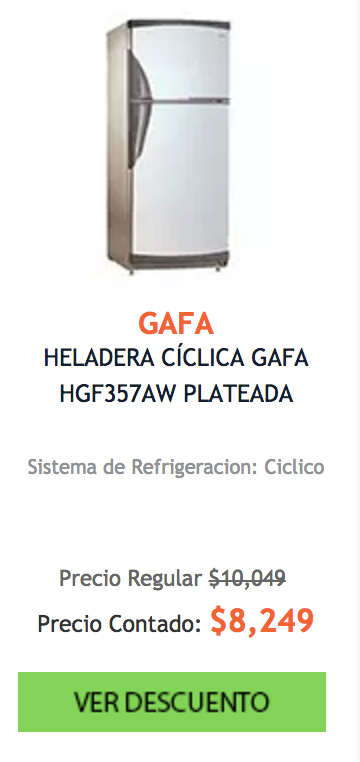 GAFA
HELADERA CÍCLICA GAFA
HGF357AW PLATEADA
Sistema de Refrigeracion: Ciclico
Precio Regular $10,049
Precio Contado: $8,249
VER DESCUENTO